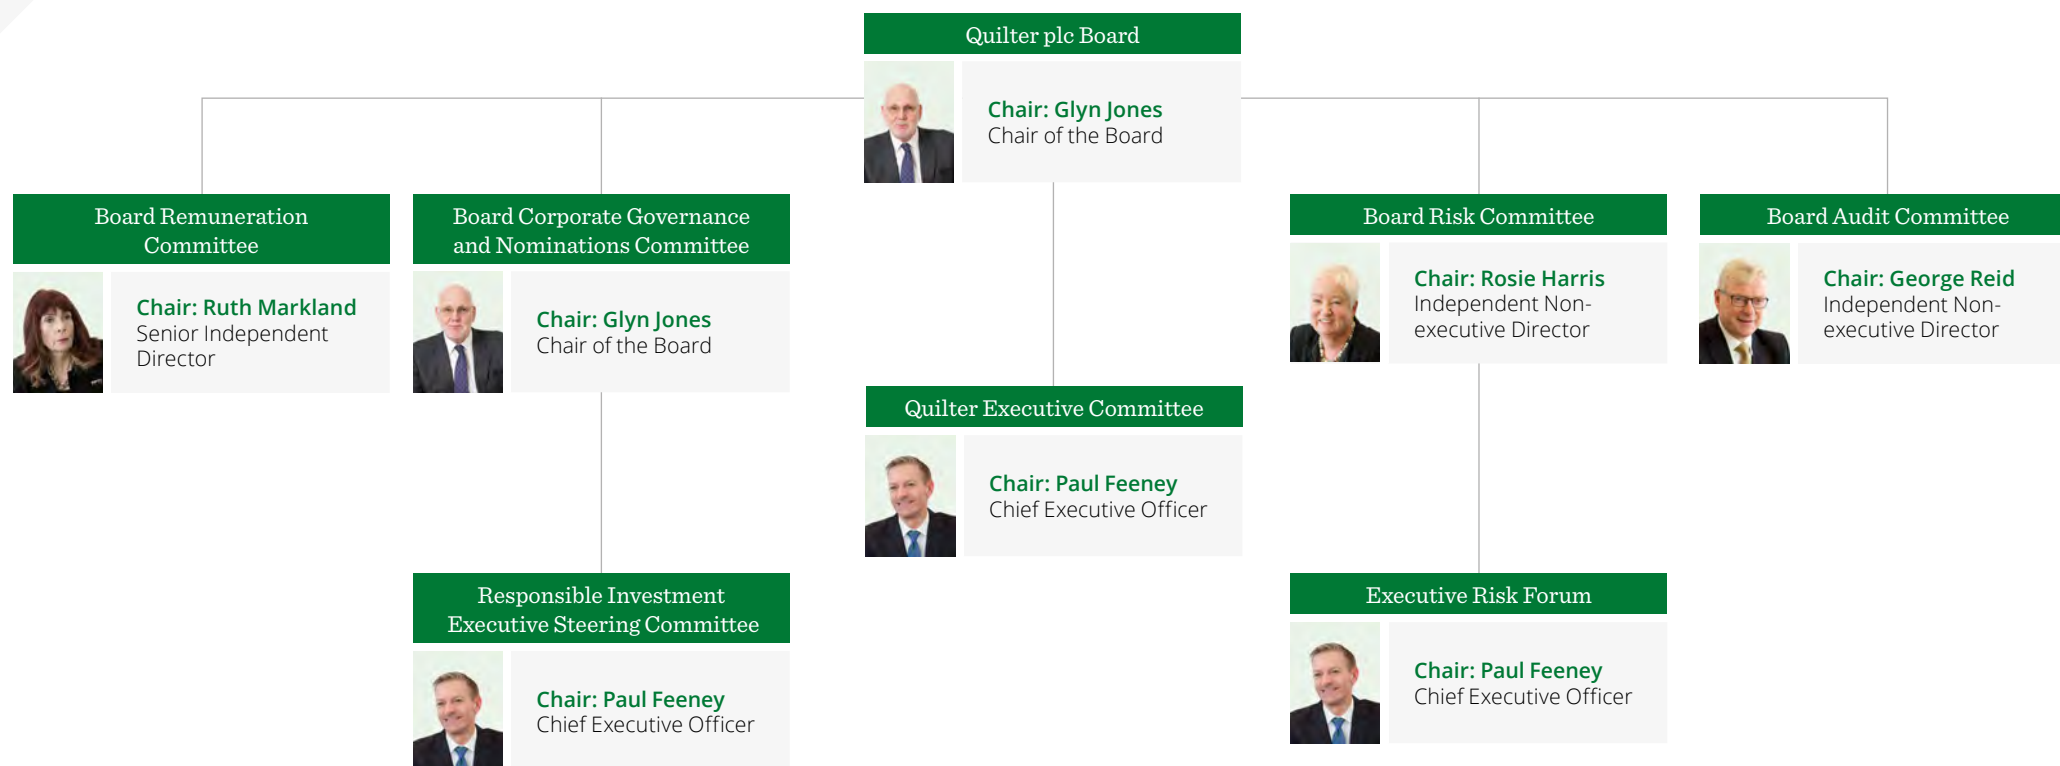 Quilter plc Board
Chair: Glyn Jones
Chair of the Board
Board Remuneration
Committee
Chair: Ruth Markland
Senior Independent
Director
Board Corporate Governance
and Nominations Committee
Chair: Glyn Jones
Chair of the Board
Board Risk Committee
Chair: Rosie Harris
Independent Non-
executive Director
Board Audit Committee
Chair: George Reid
Independent Non-
executive Director
Quilter Executive Committee
Chair: Paul Feeney
Chief Executive Officer
Responsible Investment
Executive Steering Committee
Chair: Paul Feeney
Chief Executive Officer
Executive Risk Forum
Chair: Paul Feeney
Chief Executive Officer